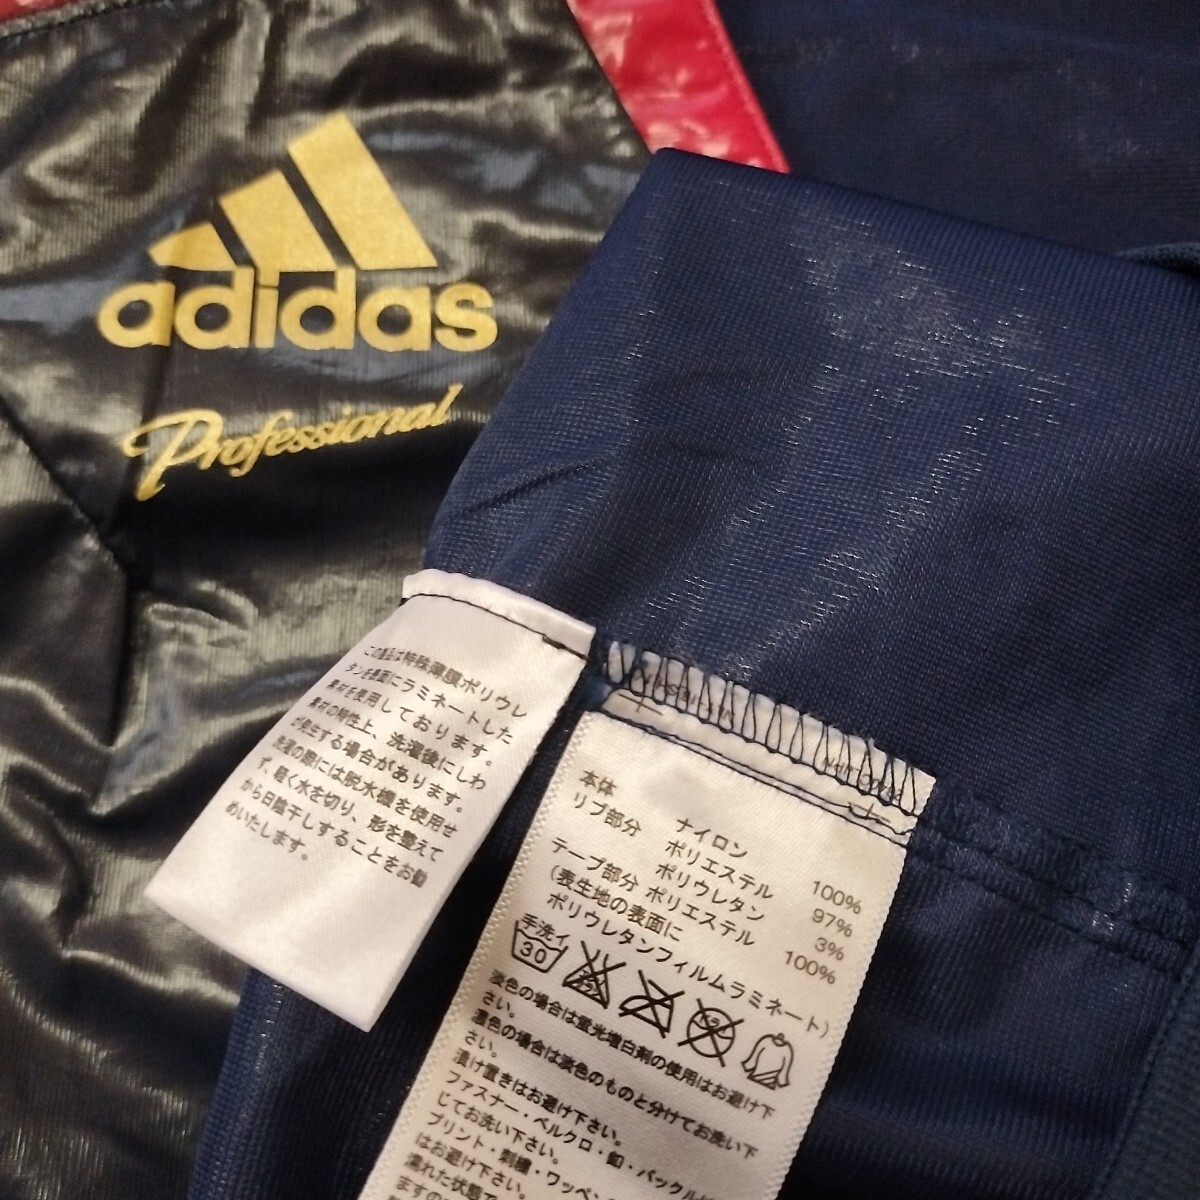 adidas
Professional
この製品は特殊薄膜ポリウレ
タンを表面にラミネートした
素材を使用しております。
素材の特性上、洗濯後にしわ
が発生する場合があります。
洗濯の際には脱水機を使用せ
ず、軽く水を切り、形を整えて
から日陰干しすることをお勧
めいたします。
本体 ナイロン 100%
リブ部分 ポリエステル 97%
ポリウレタン 3%
テープ部分 ポリエステル 100%
(表生地の表面に
ポリウレタンフィルムラミネート)
手洗イ
30
淡色の場合は蛍光増白剤の使用はお避け下
さい。
濃色の場合は淡色のものと分けてお洗い下
さい。
漬け置きはお避け下さい。
ファスナー・ベルクロ・釦・バックル
じてお洗い下さい。
プリント・刺繍・ワッペン
はお避け下さい。
濡れた状態で
ますの